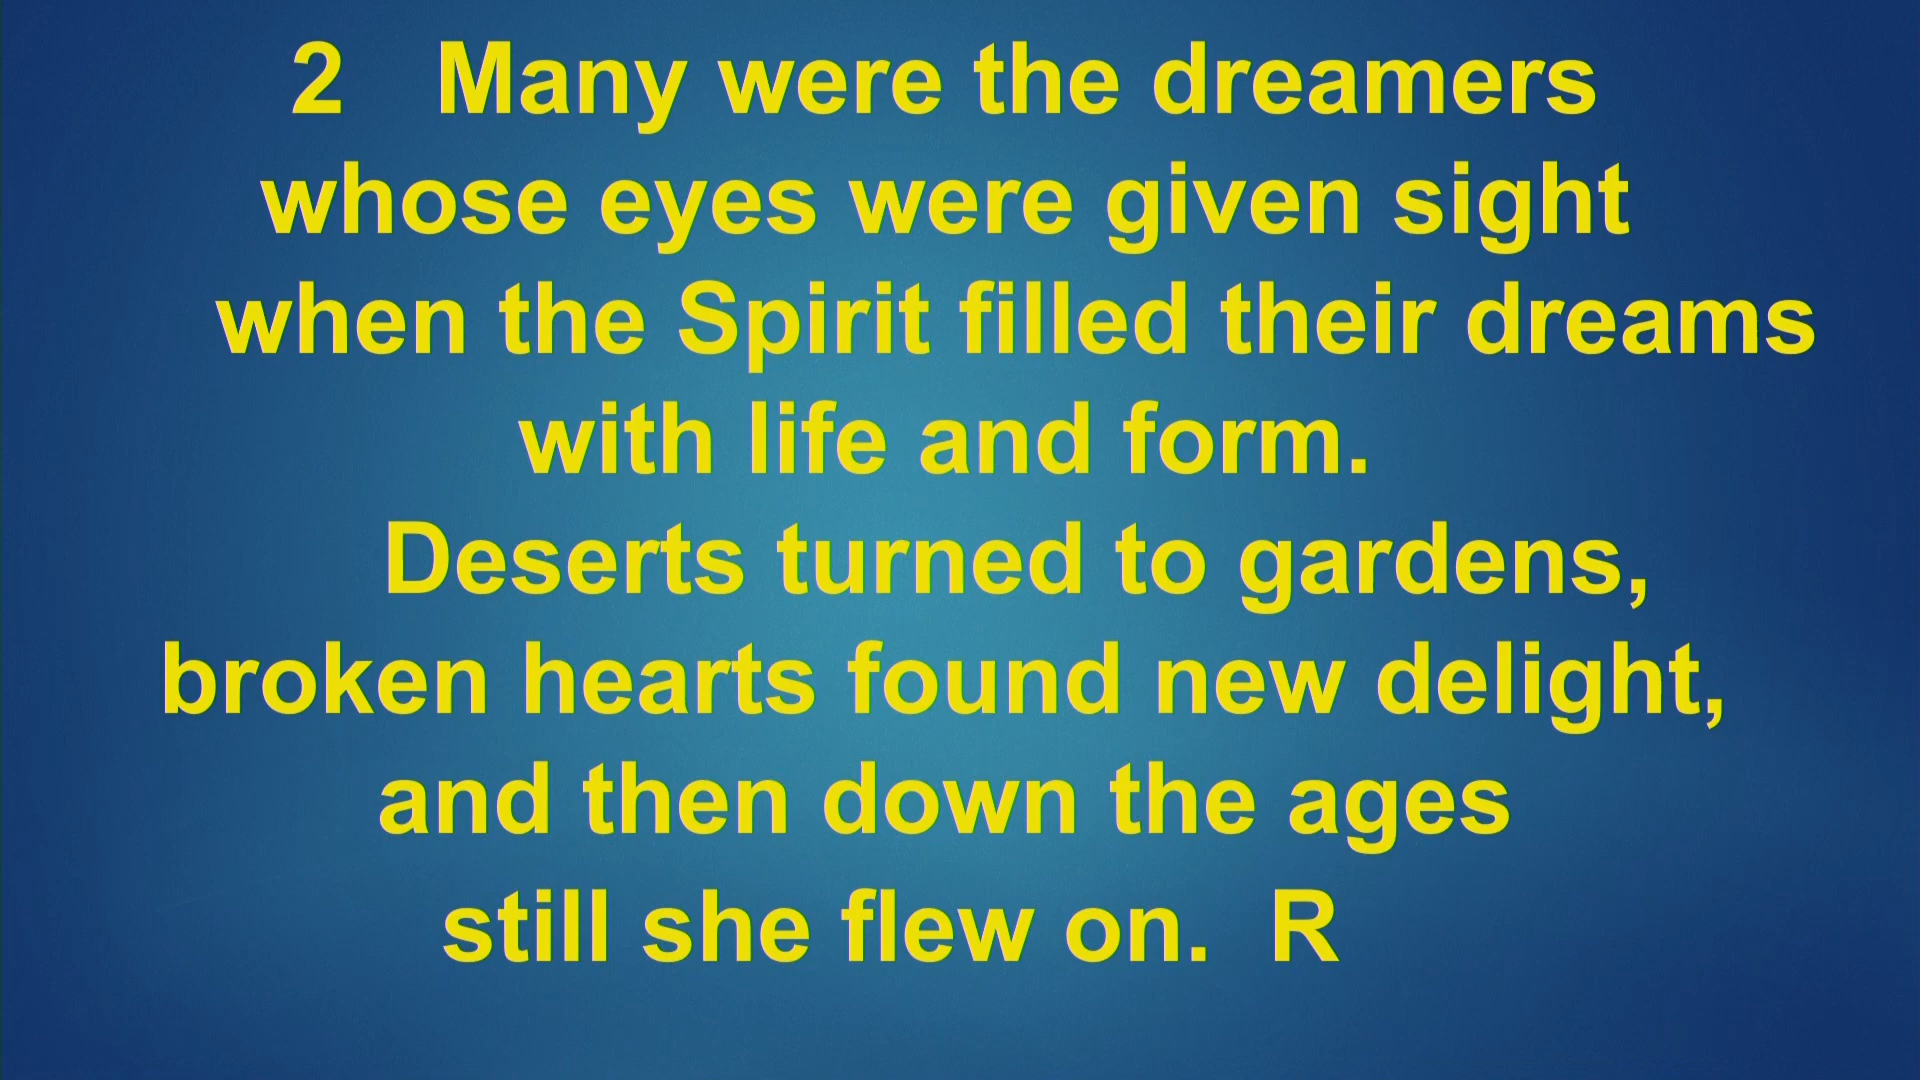 2 Many were the dreamers
whose eyes were given sight
when the Spirit filled their dreams
with life and form.
Deserts turned to gardens,
broken hearts found new delight,
and then down the ages
still she flew on. R